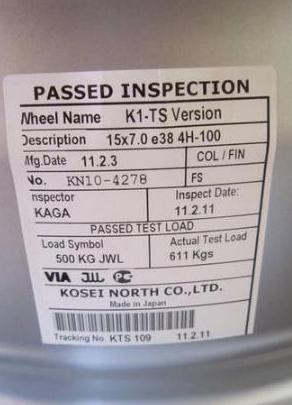 PASSED INSPECTION
Wheel Name K1-TS Version
Description 15x7.0 e38 4H-100
Mfg.Date 11.2.3 COL / FIN
No. KN10-4278 FS
Inspector Inspect Date:
KAGA 11.2.11
PASSED TEST LOAD
Load Symbol Actual Test Load
500 KG JWL 611 Kgs
VIA JWL
KOSEI NORTH CO.,LTD.
Made in Japan
Tracking No. KTS 109 11.2.11